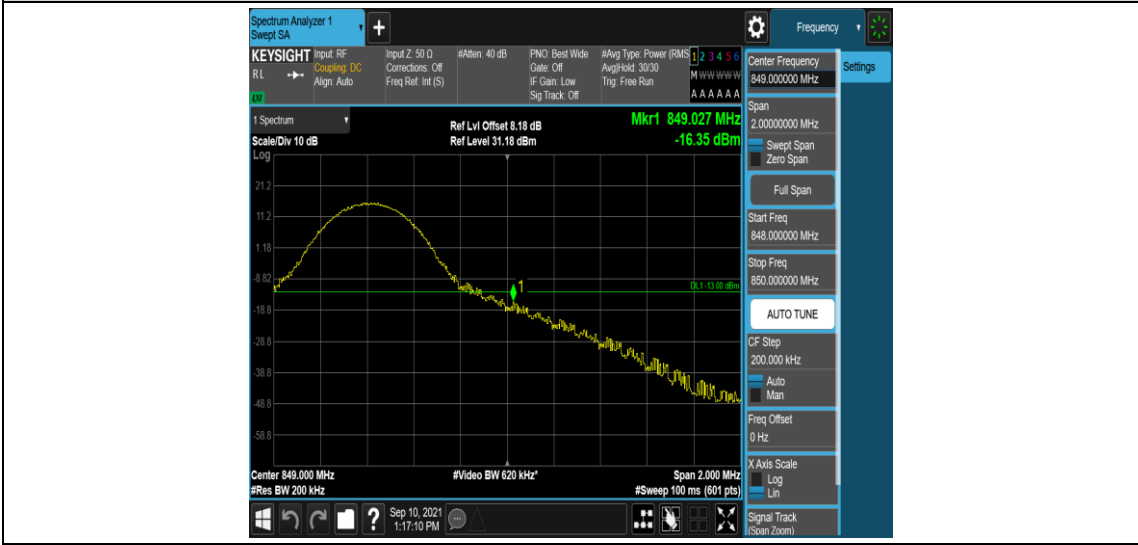 Spectrum Analyzer 1
Swept SA
+
Frequency
KEYSIGHT
Input: RF
Input Z: 50 Ω
#Atten: 40 dB
PNO: Best Wide
#Avg Type: Power (RMS
1 2 3 4 5 6
RL
Coupling: DC
Corrections: Off
Gate: Off
Avg|Hold: 30/30
M W W W W W
Align: Auto
Freq Ref: Int (S)
IF Gain: Low
Trig: Free Run
Sig Track: Off
A A A A A A
LNI
1 Spectrum
Ref Lvl Offset 8.18 dB
Mkr1 849.027 MHz
Scale/Div 10 dB
Ref Level 31.18 dBm
-16.35 dBm
Log
21.2
11.2
1.18
-8.82
1
DL1 -13.00 dBm
-18.8
-28.8
-38.8
-48.8
-58.8
Center 849.000 MHz
#Video BW 620 kHz*
Span 2.000 MHz
#Res BW 200 kHz
#Sweep 100 ms (601 pts)
?
Sep 10, 2021
1:17:10 PM
Center Frequency
849.000000 MHz
Settings
Span
2.00000000 MHz
Swept Span
Zero Span
Full Span
Start Freq
848.000000 MHz
Stop Freq
850.000000 MHz
AUTO TUNE
CF Step
200.000 kHz
Auto
Man
Freq Offset
0 Hz
X Axis Scale
Log
Lin
Signal Track
(Span Zoom)